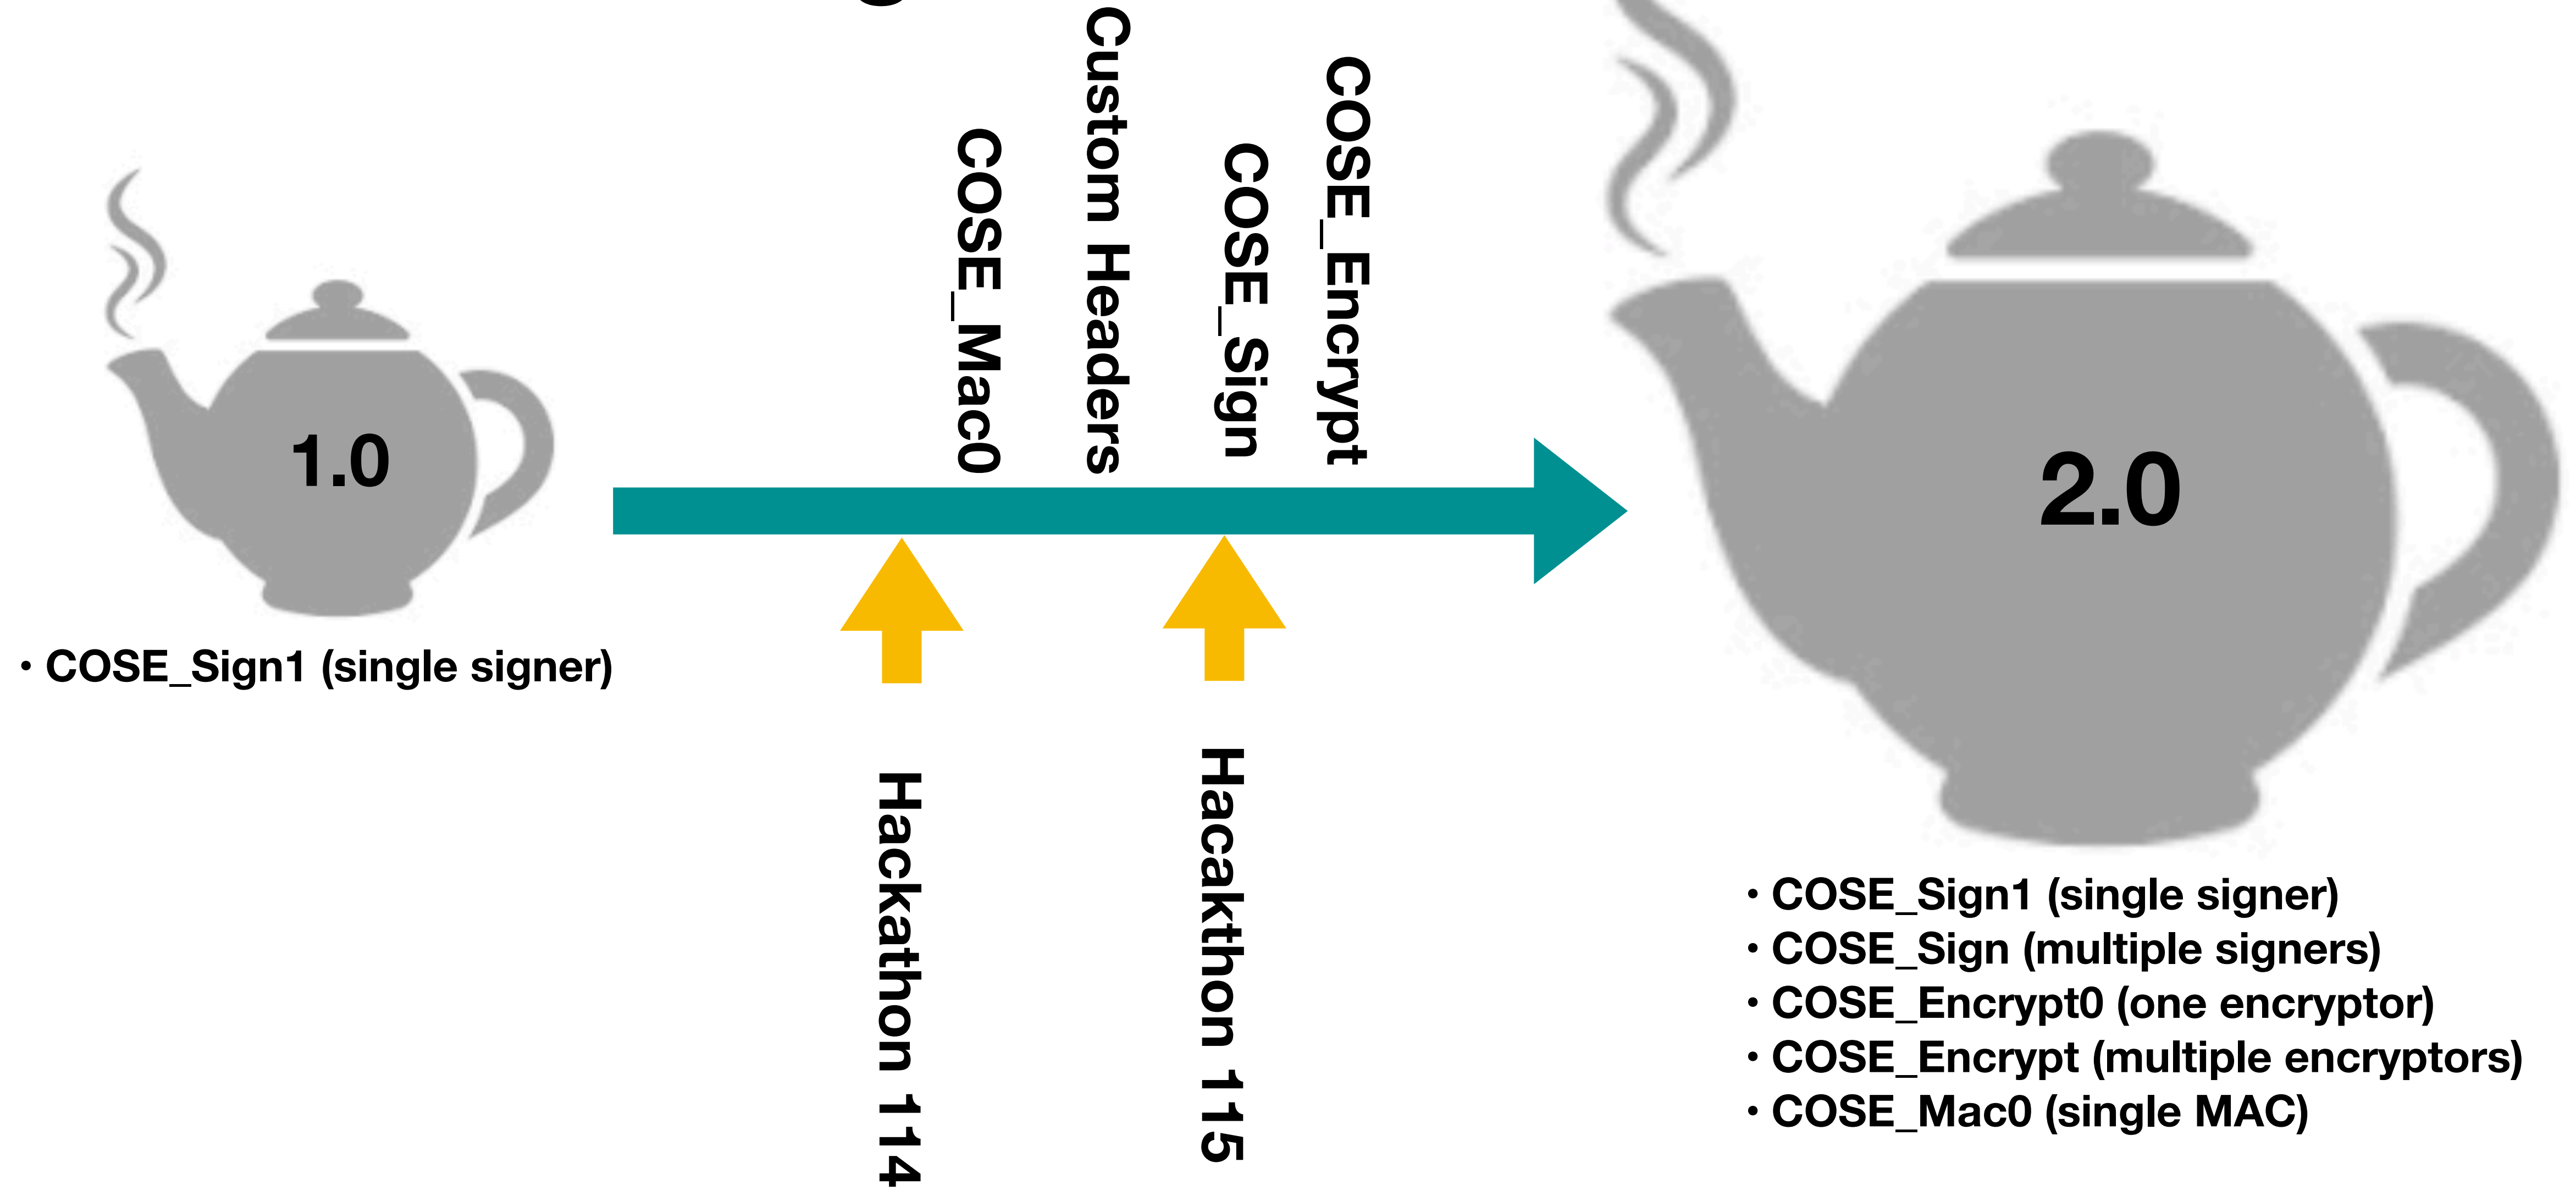 COSE_Mac0
Custom Headers
COSE_Sign
COSE_Encrypt
1.0
2.0
• COSE_Sign1 (single signer)
Hackathon 114
Hacakthon 115
• COSE_Sign1 (single signer)
• COSE_Sign (multiple signers)
• COSE_Encrypt0 (one encryptor)
• COSE_Encrypt (multiple encryptors)
• COSE_Mac0 (single MAC)